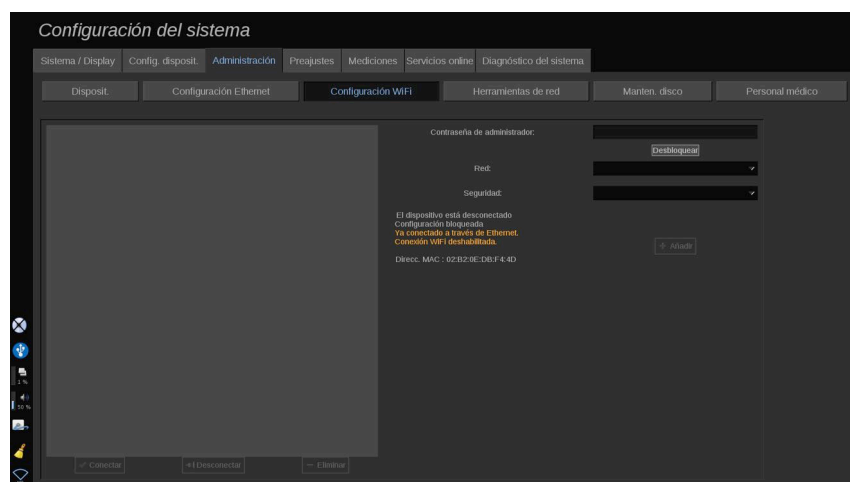 Configuración del sistema
Sistema / Display Config. disposit. Administración Preajustes Mediciones Servicios online Diagnóstico del sistema
Disposit. Configuración Ethernet Configuración WiFi Herramientas de red Manten. disco Personal médico
Contraseña de administrador:
Desbloquear
Red:
Seguridad:
El dispositivo está desconectado
Configuración bloqueada
Ya conectado a través de Ethernet.
Conexión WiFi deshabilitada.
Añadir
Direcc. MAC : 02:B2:0E:DB:F4:4D
1 %
50 %
Conectar Desconectar Eliminar